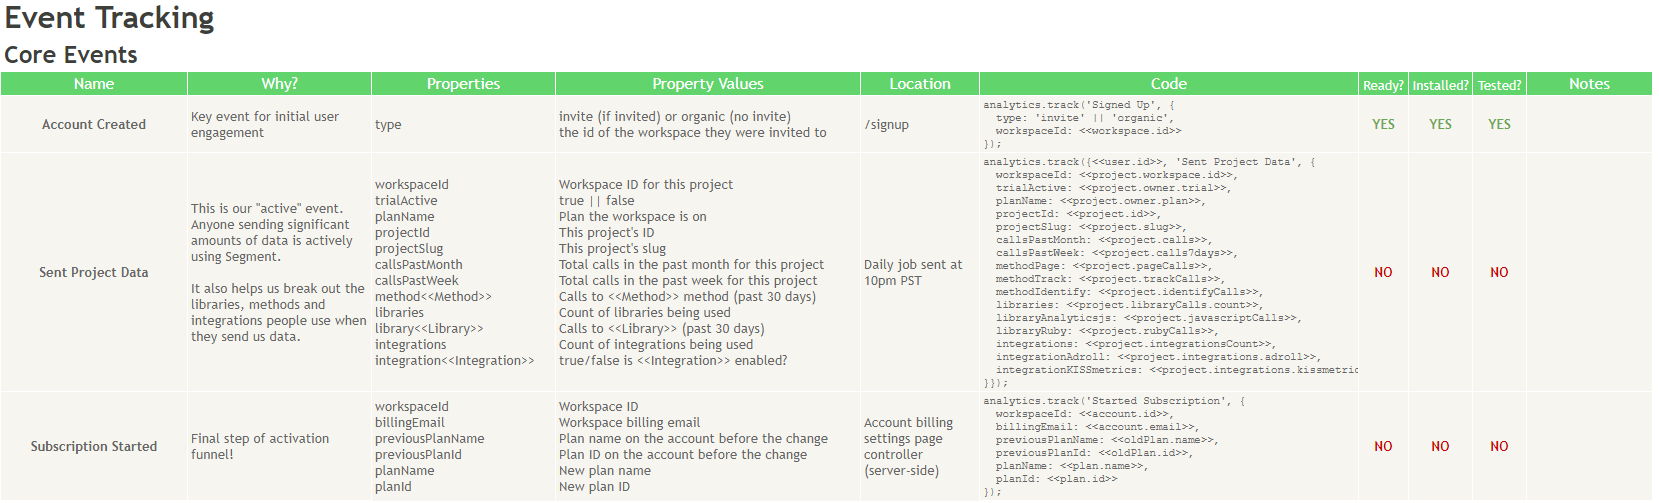 Event Tracking
Core Events
Name Why? Properties Property Values Location Code Ready? Installed? Tested? Notes
Account Created
Key event for initial user
engagement
type
invite (if invited) or organic (no invite)
the id of the workspace they were invited to
/signup
analytics.track('Signed Up', {
type: 'invite' || 'organic',
workspaceId: <<workspace.id>>
});
YES YES YES
Sent Project Data
This is our "active" event.
Anyone sending significant
amounts of data is actively
using Segment.
It also helps us break out the
libraries, methods and
integrations people use when
they send us data.
workspaceId
trialActive
planName
projectId
projectSlug
callsPastMonth
callsPastWeek
method<<Method>>
libraries
library<<Library>>
integrations
integration<<Integration>>
Workspace ID for this project
true || false
Plan the workspace is on
This project's ID
This project's slug
Total calls in the past month for this project
Total calls in the past week for this project
Calls to <<Method>> method (past 30 days)
Count of libraries being used
Calls to <<Library>> (past 30 days)
Count of integrations being used
true/false is <<Integration>> enabled?
Daily job sent at
10pm PST
analytics.track({<<user.id>>, 'Sent Project Data', {
workspaceId: <<project.workspace.id>>,
trialActive: <<project.owner.trial>>,
planName: <<project.owner.plan>>,
projectId: <<project.id>>,
projectSlug: <<project.slug>>,
callsPastMonth: <<project.calls>>,
callsPastWeek: <<project.calls7days>>,
methodPage: <<project.pageCalls>>,
methodTrack: <<project.trackCalls>>,
methodIdentify: <<project.identifyCalls>>,
libraries: <<project.libraryCalls.count>>,
libraryAnalyticsjs: <<project.javascriptCalls>>,
libraryRuby: <<project.rubyCalls>>,
integrations: <<project.integrationsCount>>,
integrationAdroll: <<project.integrations.adroll>>,
integrationKISSmetrics: <<project.integrations.kissmetric
}});
NO NO NO
Subscription Started
Final step of activation
funnel!
workspaceId
billingEmail
previousPlanName
previousPlanId
planName
planId
Workspace ID
Workspace billing email
Plan name on the account before the change
Plan ID on the account before the change
New plan name
New plan ID
Account billing
settings page
controller
(server-side)
analytics.track('Started Subscription', {
workspaceId: <<account.id>>,
billingEmail: <<account.email>>,
previousPlanName: <<oldPlan.name>>,
previousPlanId: <<oldPlan.id>>,
planName: <<plan.name>>,
planId: <<plan.id>>
});
NO NO NO